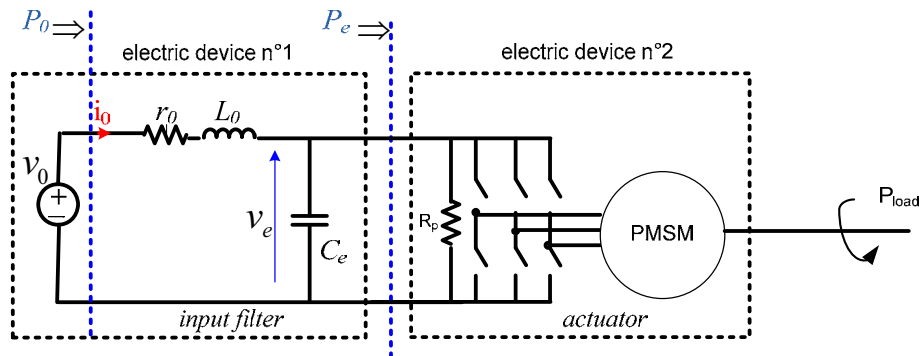 P0 ⇒
Pe ⇒
electric device n°1
electric device n°2
i0
r0
L0
v0
+
–
ve
Ce
Rp
PMSM
Pload
input filter
actuator